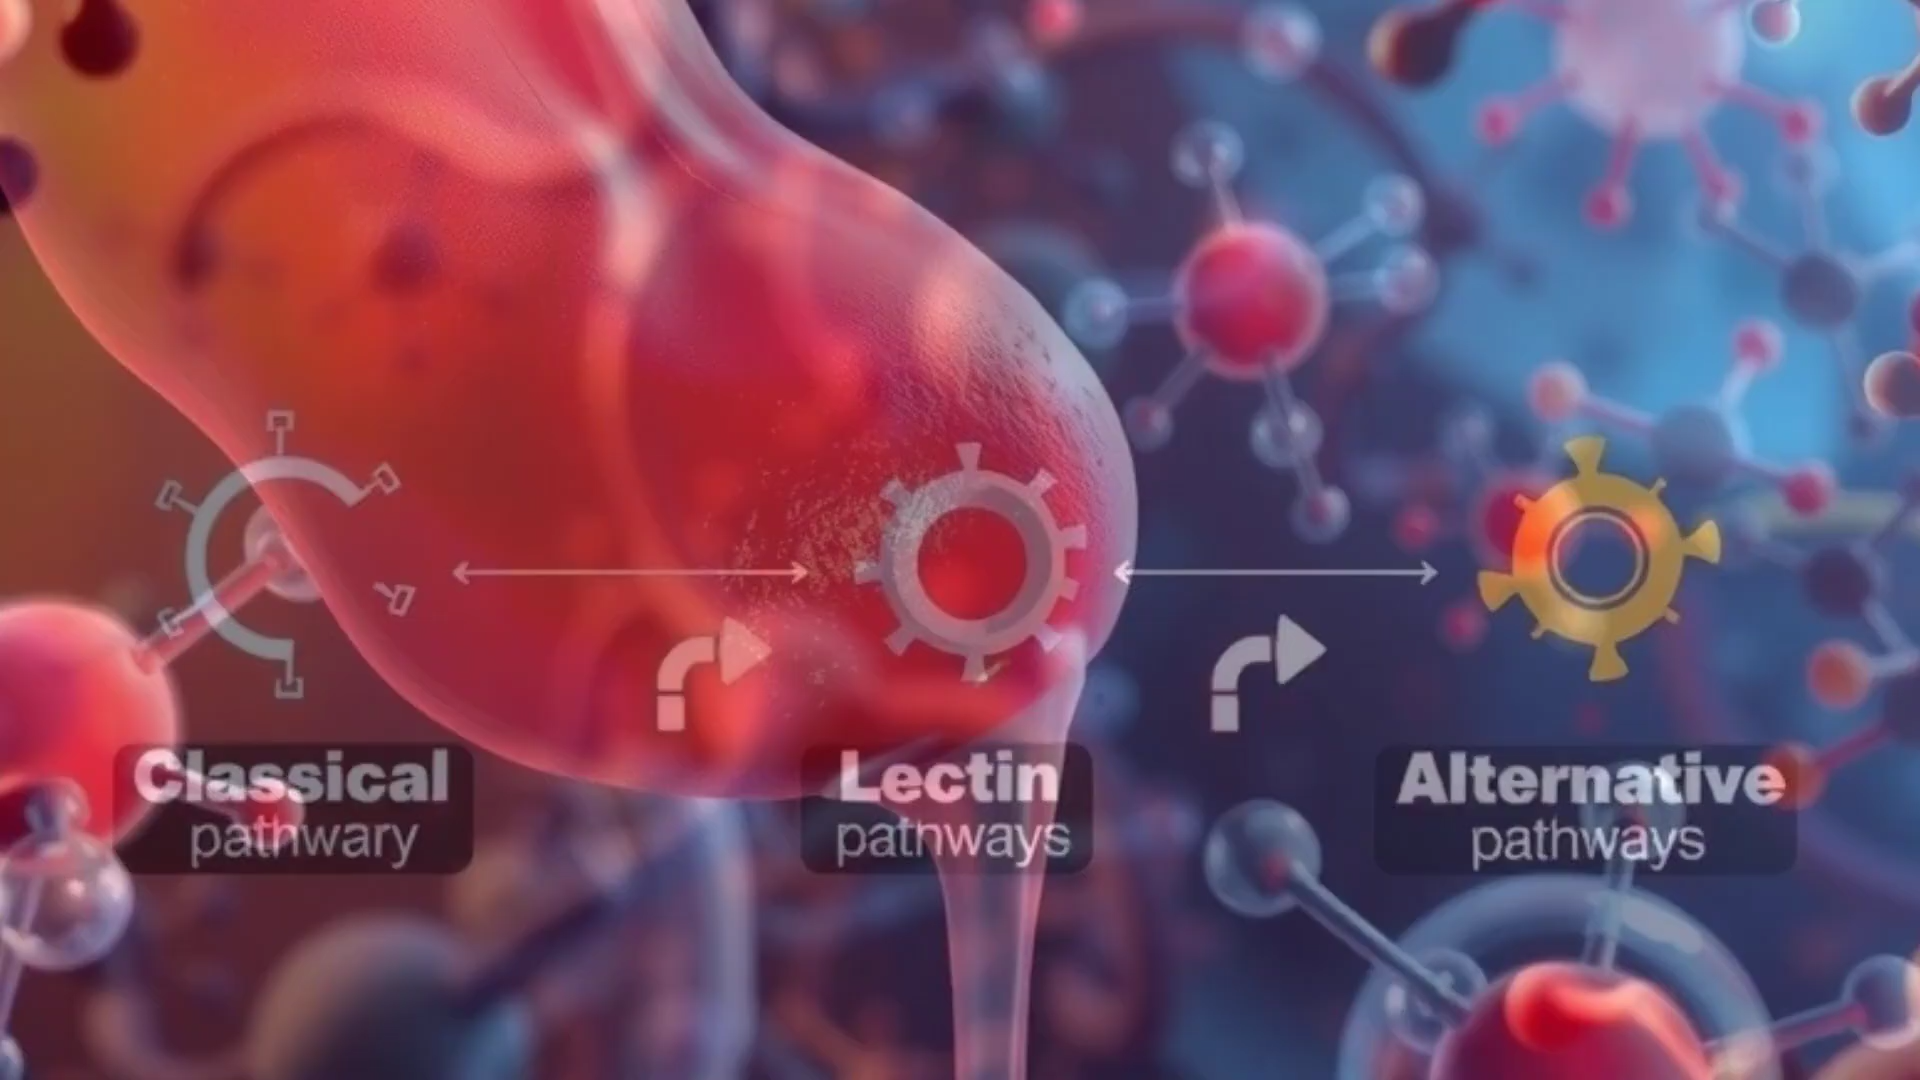 Classical
pathwary
Lectin
pathways
Alternative
pathways